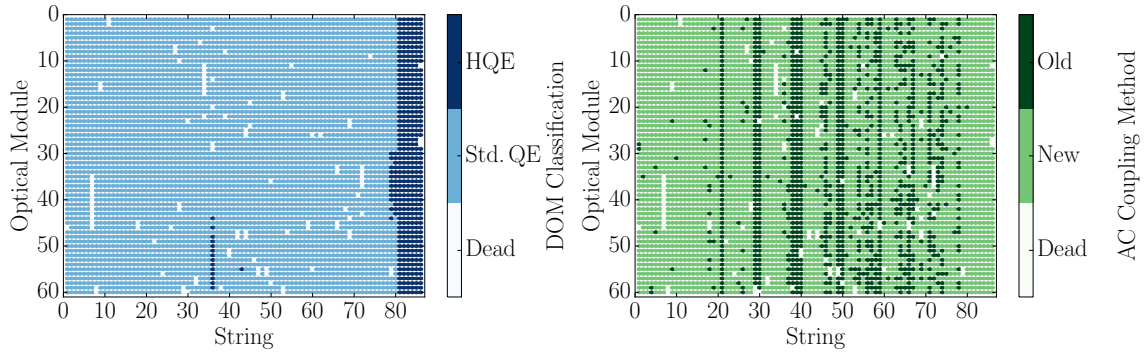 0
10
20
30
40
50
60
Optical Module
0 10 20 30 40 50 60 70 80
String
HQE
Std. QE
Dead
DOM Classification
0
10
20
30
40
50
60
Optical Module
0 10 20 30 40 50 60 70 80
String
Old
New
Dead
AC Coupling Method